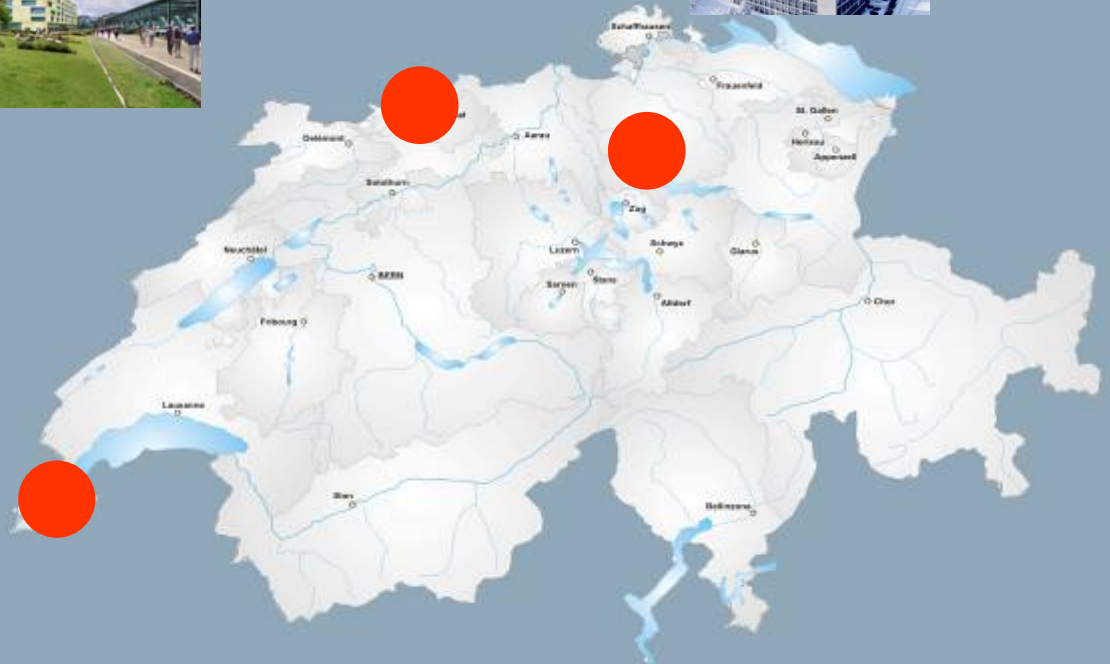 Schaffhausen
Frauenfeld
St. Gallen
Herisau
Appenzell
Aarau
Delémont
Solothurn
Zug
Luzern
Schwyz
Glarus
Neuchâtel
BERN
Sarnen
Stans
Altdorf
Chur
Fribourg
Lausanne
Sion
Bellinzona